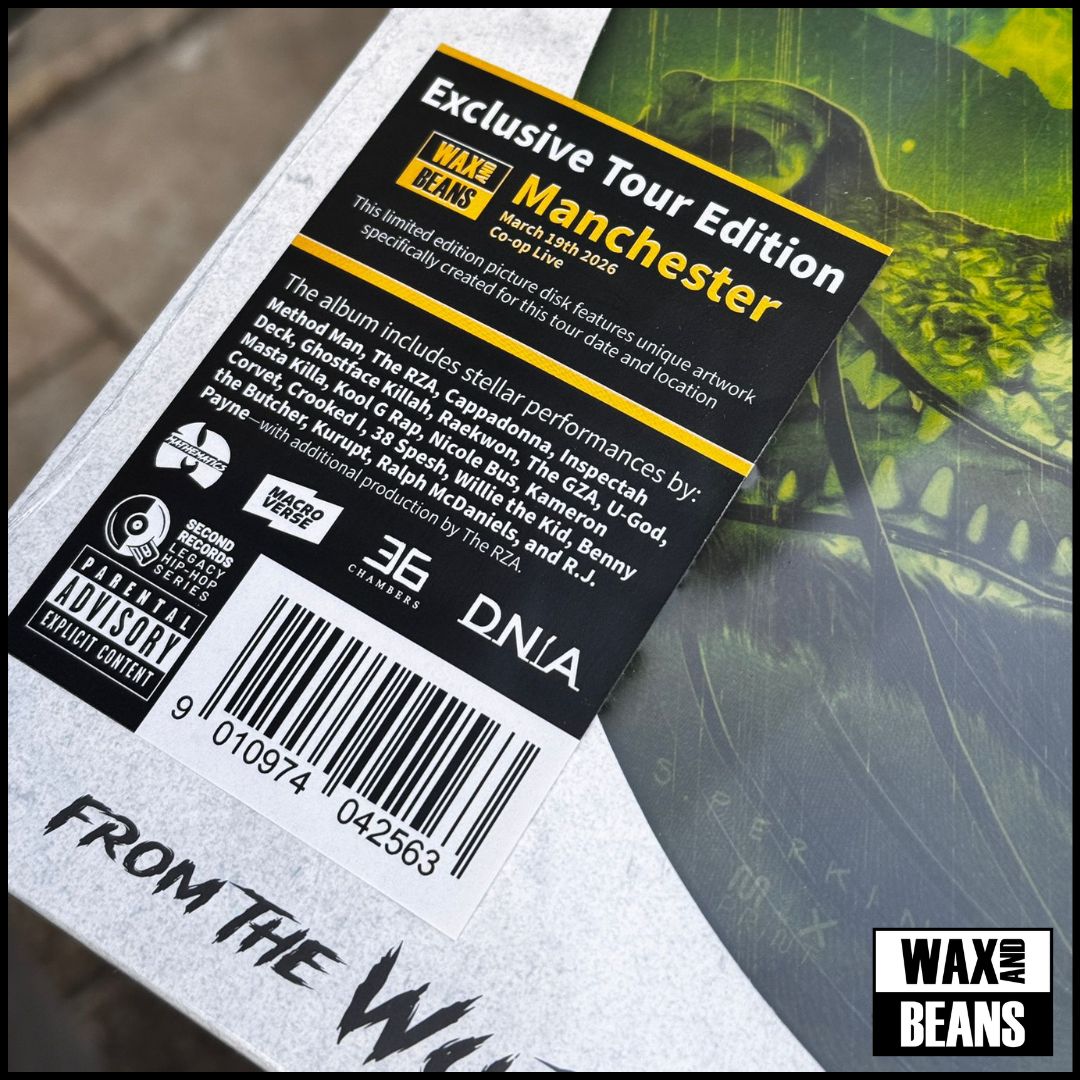 Exclusive Tour Edition
WAX AND BEANS
Manchester
March 19th 2026
Co-op Live
This limited edition picture disk features unique artwork
specifically created for this tour date and location
The album includes stellar performances by:
Method Man, The RZA, Cappadonna, Inspectah
Deck, Ghostface Killah, Raekwon, The GZA, U-God,
Masta Killa, Kool G Rap, Nicole Bus, Kameron
Corvet, Crooked I, 38 Spesh, Willie the Kid, Benny
the Butcher, Kurupt, Ralph McDaniels, and R.J.
Payne—with additional production by The RZA.
MATHEMATICS
MACRO
VERSE
36
CHAMBERS
DNA
SECOND
RECORDS
LEGACY
HIP-HOP
SERIES
PARENTAL
ADVISORY
EXPLICIT CONTENT
9 010974 042563
FROM THE
WAX AND
BEANS